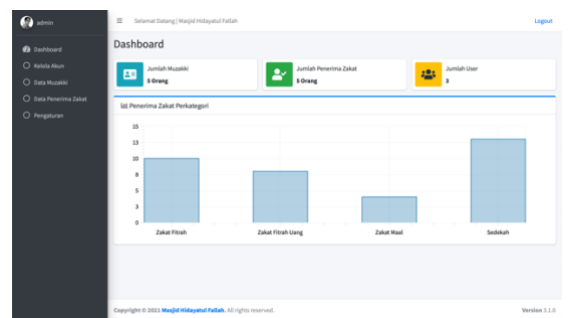 admin
Selamat Datang | Masjid Hidayatul Fallah
Logout
Dashboard
Kelola Akun
Data Muzakki
Data Penerima Zakat
Pengaturan
Dashboard
Jumlah Muzakki
5 Orang
Jumlah Penerima Zakat
5 Orang
Jumlah User
3
Penerima Zakat Perkategori
15
13
10
8
5
3
0
Zakat Fitrah
Zakat Fitrah Uang
Zakat Maal
Sedekah
Copyright © 2021 Masjid Hidayatul Fallah. All rights reserved.
Version 3.1.0